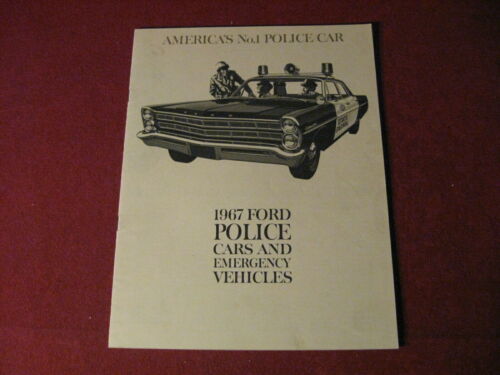 AMERICA'S No.1 POLICE CAR
1967 FORD
POLICE
CARS AND
EMERGENCY
VEHICLES